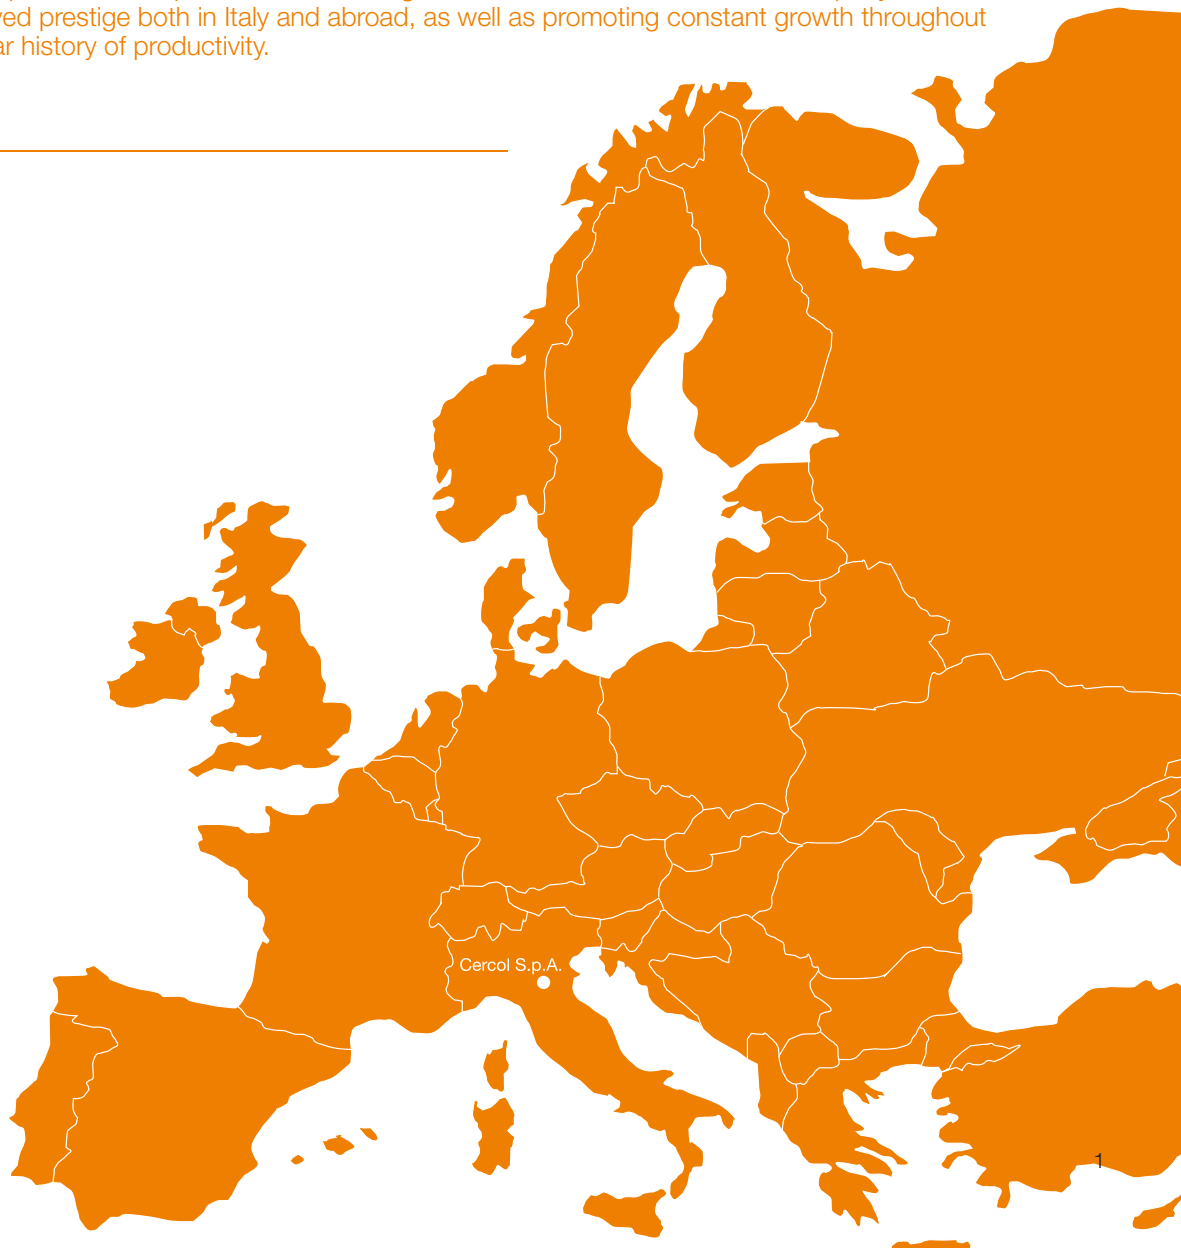 ved prestige both in Italy and abroad, as well as promoting constant growth throughout
ar history of productivity.
Cercol S.p.A.
1